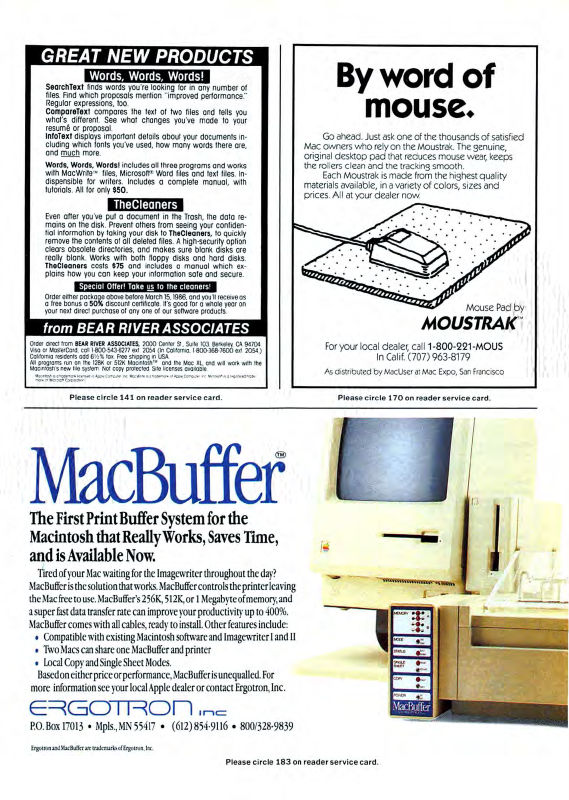 GREAT NEW PRODUCTS
Words, Words, Words!
SearchText finds words you're looking for in any number of
files. Find which proposals mention "improved performance."
Regular expressions, too.
CompareText compares the text of two files and tells you
what's different. See what changes you've made to your
resumé or proposal.
InfoText displays important details about your documents in-
cluding which fonts you've used, how many words there are,
and much more.
Words, Words, Words! includes all three programs and works
with MacWrite™ files, Microsoft® Word files and text files. In-
dispensible for writers. Includes a complete manual, with
tutorials. All for only $50.
TheCleaners
Even after you've put a document in the Trash, the data re-
mains on the disk. Prevent others from seeing your confiden-
tial information by taking your disk to TheCleaners, to quickly
remove the contents of all deleted files. A high-security option
clears obsolete directories, and makes sure blank disks are
really blank. Works with both floppy disks and hard disks.
TheCleaners costs $75 and includes a manual which ex-
plains how you can keep your information safe and secure.
Special Offer! Take us to the cleaners!
Order either package above before March 15, 1986, and you'll receive as
a free bonus a 50% discount certificate. It's good for a whole year on
your next direct purchase of any one of our software products.
from BEAR RIVER ASSOCIATES
Order direct from BEAR RIVER ASSOCIATES, 2000 Center St., Suite 103, Berkeley CA 94704.
Visa or MasterCard, call 1-800-543-6277 ext. 2054 (in California, 1-800-368-7600 ext. 2054.)
California residents add 6½% tax. Free shipping in USA.
All programs run on the 128K or 512K Macintosh™ and the Mac XL, and will work with the
Macintosh's new file system. Not copy protected. Site licenses available.
Macintosh is a trademark licensed to Apple Computer Inc. MacWrite is a trademark of Apple Computer Inc. Microsoft is a registered trade-
mark of Microsoft Corporation.
Please circle 141 on reader service card.
By word of
mouse.
Go ahead. Just ask one of the thousands of satisfied
Mac owners who rely on the Moustrak. The genuine,
original desktop pad that reduces mouse wear, keeps
the rollers clean and the tracking smooth.
Each Moustrak is made from the highest quality
materials available, in a variety of colors, sizes and
prices. All at your dealer now.
Mouse Pad by
MOUSTRAK™
For your local dealer, call 1-800-221-MOUS
In Calif. (707) 963-8179
As distributed by MacUser at Mac Expo, San Francisco
Please circle 170 on reader service card.
MacBuffer™
The First Print Buffer System for the
Macintosh that Really Works, Saves Time,
and is Available Now.
Tired of your Mac waiting for the Imagewriter throughout the day?
MacBuffer is the solution that works. MacBuffer controls the printer leaving
the Mac free to use. MacBuffer's 256K, 512K, or 1 Megabyte of memory, and
a super fast data transfer rate can improve your productivity up to 400%.
MacBuffer comes with all cables, ready to install. Other features include:
• Compatible with existing Macintosh software and Imagewriter I and II
• Two Macs can share one MacBuffer and printer
• Local Copy and Single Sheet Modes.
Based on either price or performance, MacBuffer is unequalled. For
more information see your local Apple dealer or contact Ergotron, Inc.
ERGOTRON inc
P.O. Box 17013 • Mpls., MN 55417 • (612) 854-9116 • 800/328-9839
Ergotron and MacBuffer are trademarks of Ergotron, Inc.
MEMORY
MODE
STATUS
SINGLE
SHEET
COPY
POWER
MacBuffer
Please circle 183 on reader service card.